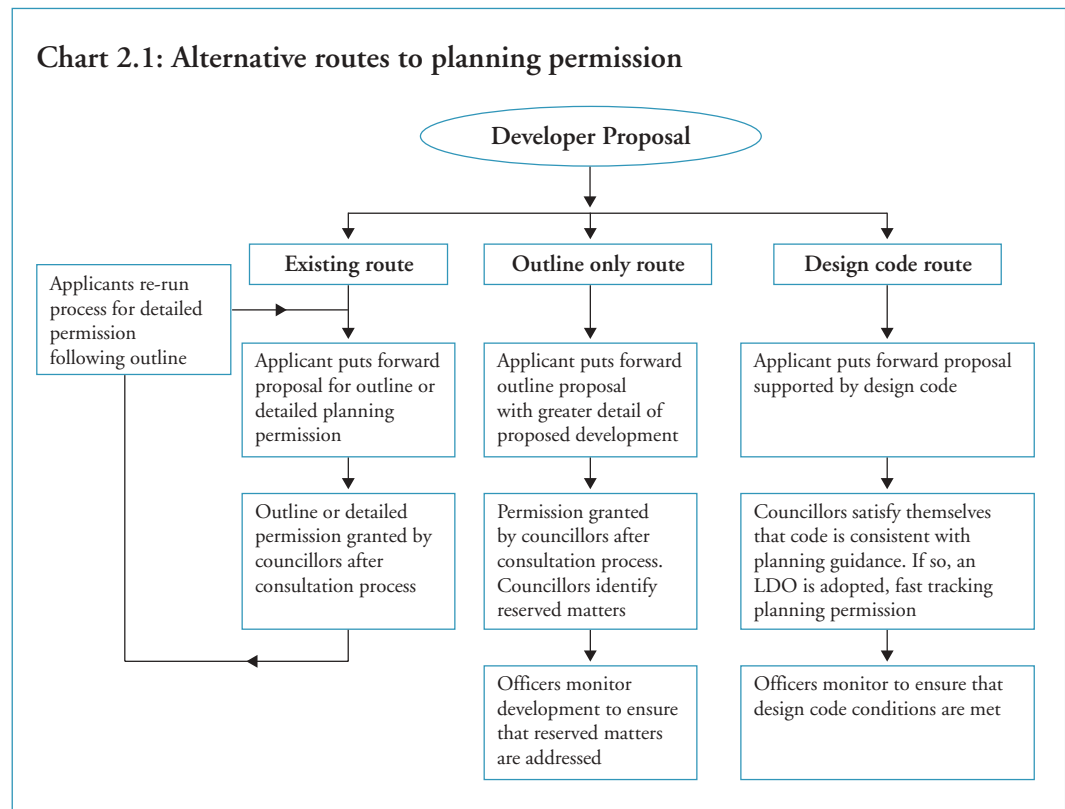 Chart 2.1: Alternative routes to planning permission
Developer Proposal
Existing route
Outline only route
Design code route
Applicants re-run
process for detailed
permission
following outline
Applicant puts forward
proposal for outline or
detailed planning
permission
Applicant puts forward
outline proposal
with greater detail of
proposed development
Applicant puts forward proposal
supported by design code
Outline or detailed
permission granted by
councillors after
consultation process
Permission granted
by councillors after
consultation process.
Councillors identify
reserved matters
Councillors satisfy themselves
that code is consistent with
planning guidance. If so, an
LDO is adopted, fast tracking
planning permission
Officers monitor
development to ensure
that reserved matters
are addressed
Officers monitor to ensure that
design code conditions are met